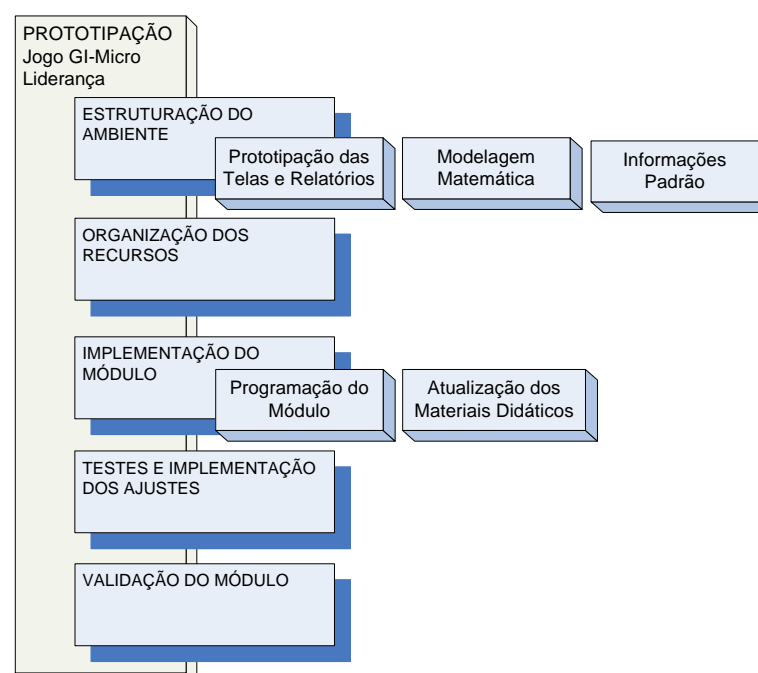 PROTOTIPAÇÃO
Jogo GI-Micro
Liderança
ESTRUTURAÇÃO DO
AMBIENTE
Prototipação das
Telas e Relatórios
Modelagem
Matemática
Informações
Padrão
ORGANIZAÇÃO DOS
RECURSOS
IMPLEMENTAÇÃO DO
MÓDULO
Programação do
Módulo
Atualização dos
Materiais Didáticos
TESTES E IMPLEMENTAÇÃO
DOS AJUSTES
VALIDAÇÃO DO MÓDULO